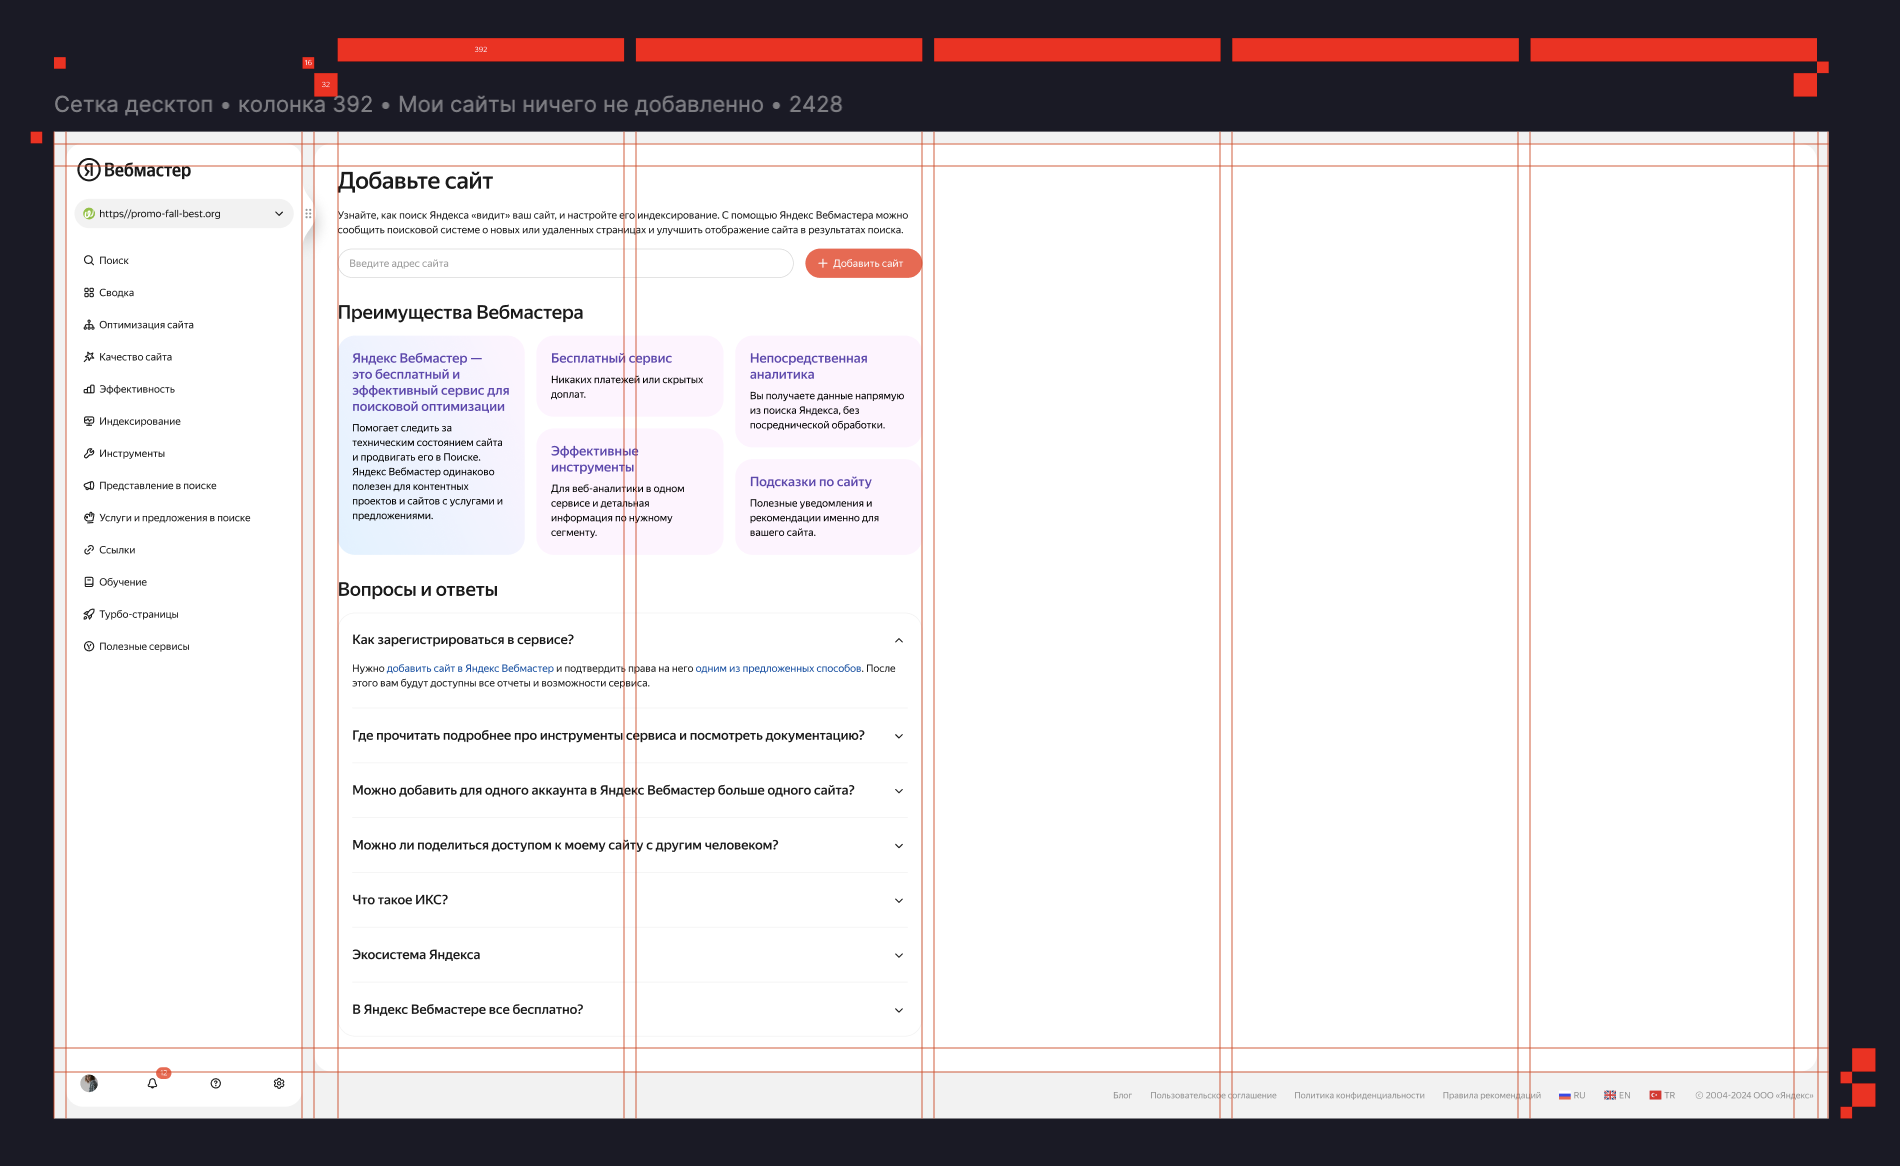 392
16
32
Сетка десктоп • колонка 392 • Мои сайты ничего не добавленно • 2428
Я Вебмастер
https//promo-fall-best.org
Поиск
Сводка
Оптимизация сайта
Качество сайта
Эффективность
Индексирование
Инструменты
Представление в поиске
Услуги и предложения в поиске
Ссылки
Обучение
Турбо-страницы
Полезные сервисы
12
Добавьте сайт
Узнайте, как поиск Яндекса «видит» ваш сайт, и настройте его индексирование. С помощью Яндекс Вебмастера можно
сообщить поисковой системе о новых или удаленных страницах и улучшить отображение сайта в результатах поиска.
Введите адрес сайта
Добавить сайт
Преимущества Вебмастера
Яндекс Вебмастер —
это бесплатный и
эффективный сервис для
поисковой оптимизации
Помогает следить за
техническим состоянием сайта
и продвигать его в Поиске.
Яндекс Вебмастер одинаково
полезен для контентных
проектов и сайтов с услугами и
предложениями.
Бесплатный сервис
Никаких платежей или скрытых
доплат.
Эффективные
инструменты
Для веб-аналитики в одном
сервисе и детальная
информация по нужному
сегменту.
Непосредственная
аналитика
Вы получаете данные напрямую
из поиска Яндекса, без
посреднической обработки.
Подсказки по сайту
Полезные уведомления и
рекомендации именно для
вашего сайта.
Вопросы и ответы
Как зарегистрироваться в сервисе?
Нужно добавить сайт в Яндекс Вебмастер и подтвердить права на него одним из предложенных способов. После
этого вам будут доступны все отчеты и возможности сервиса.
Где прочитать подробнее про инструменты сервиса и посмотреть документацию?
Можно добавить для одного аккаунта в Яндекс Вебмастер больше одного сайта?
Можно ли поделиться доступом к моему сайту с другим человеком?
Что такое ИКС?
Экосистема Яндекса
В Яндекс Вебмастере все бесплатно?
Блог Пользовательское соглашение Политика конфиденциальности Правила рекомендаций RU EN TR © 2004-2024 ООО «Яндекс»